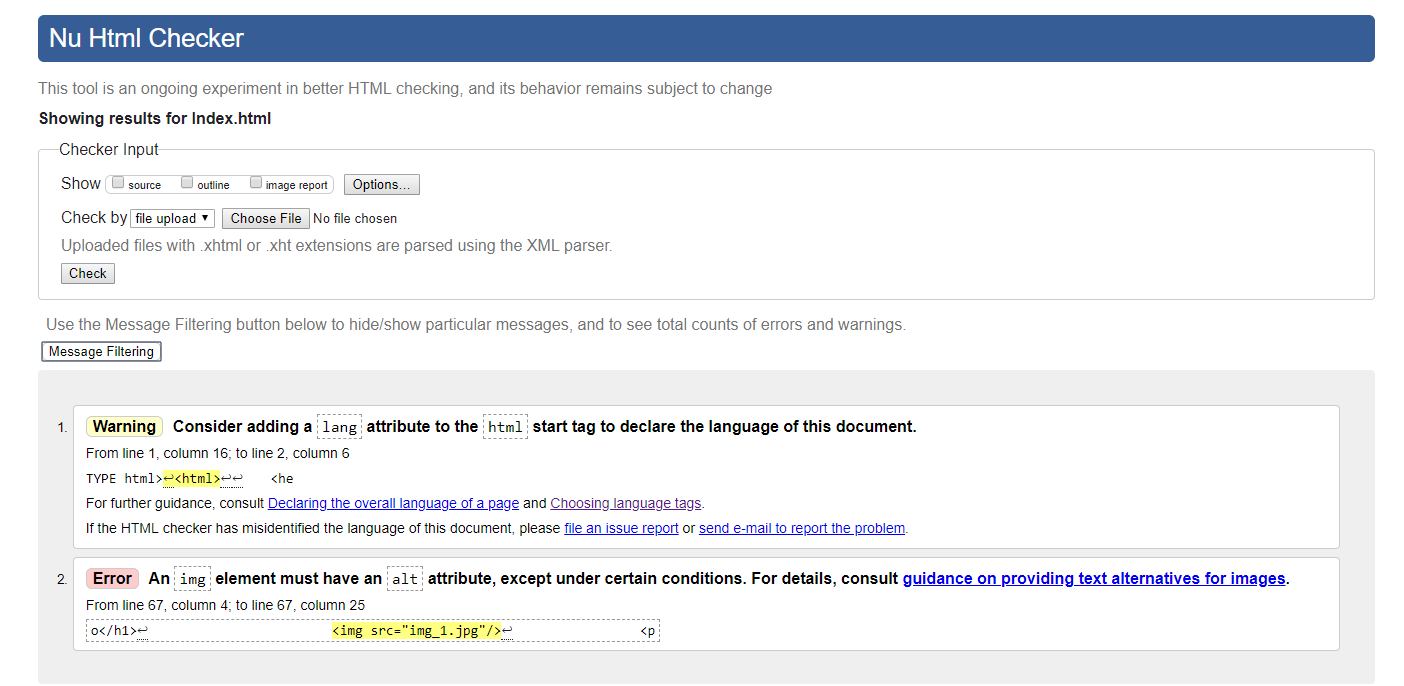 Nu Html Checker
This tool is an ongoing experiment in better HTML checking, and its behavior remains subject to change
Showing results for Index.html
Checker Input
Show source outline image report Options...
Check by file upload ▼ Choose File No file chosen
Uploaded files with .xhtml or .xht extensions are parsed using the XML parser.
Check
Use the Message Filtering button below to hide/show particular messages, and to see total counts of errors and warnings.
Message Filtering
1. Warning Consider adding a lang attribute to the html start tag to declare the language of this document.
From line 1, column 16; to line 2, column 6
TYPE html>↩<html>↩↩ <he
For further guidance, consult Declaring the overall language of a page and Choosing language tags.
If the HTML checker has misidentified the language of this document, please file an issue report or send e-mail to report the problem.
2. Error An img element must have an alt attribute, except under certain conditions. For details, consult guidance on providing text alternatives for images.
From line 67, column 4; to line 67, column 25
o</h1>↩ <img src="img_1.jpg"/>↩ <p